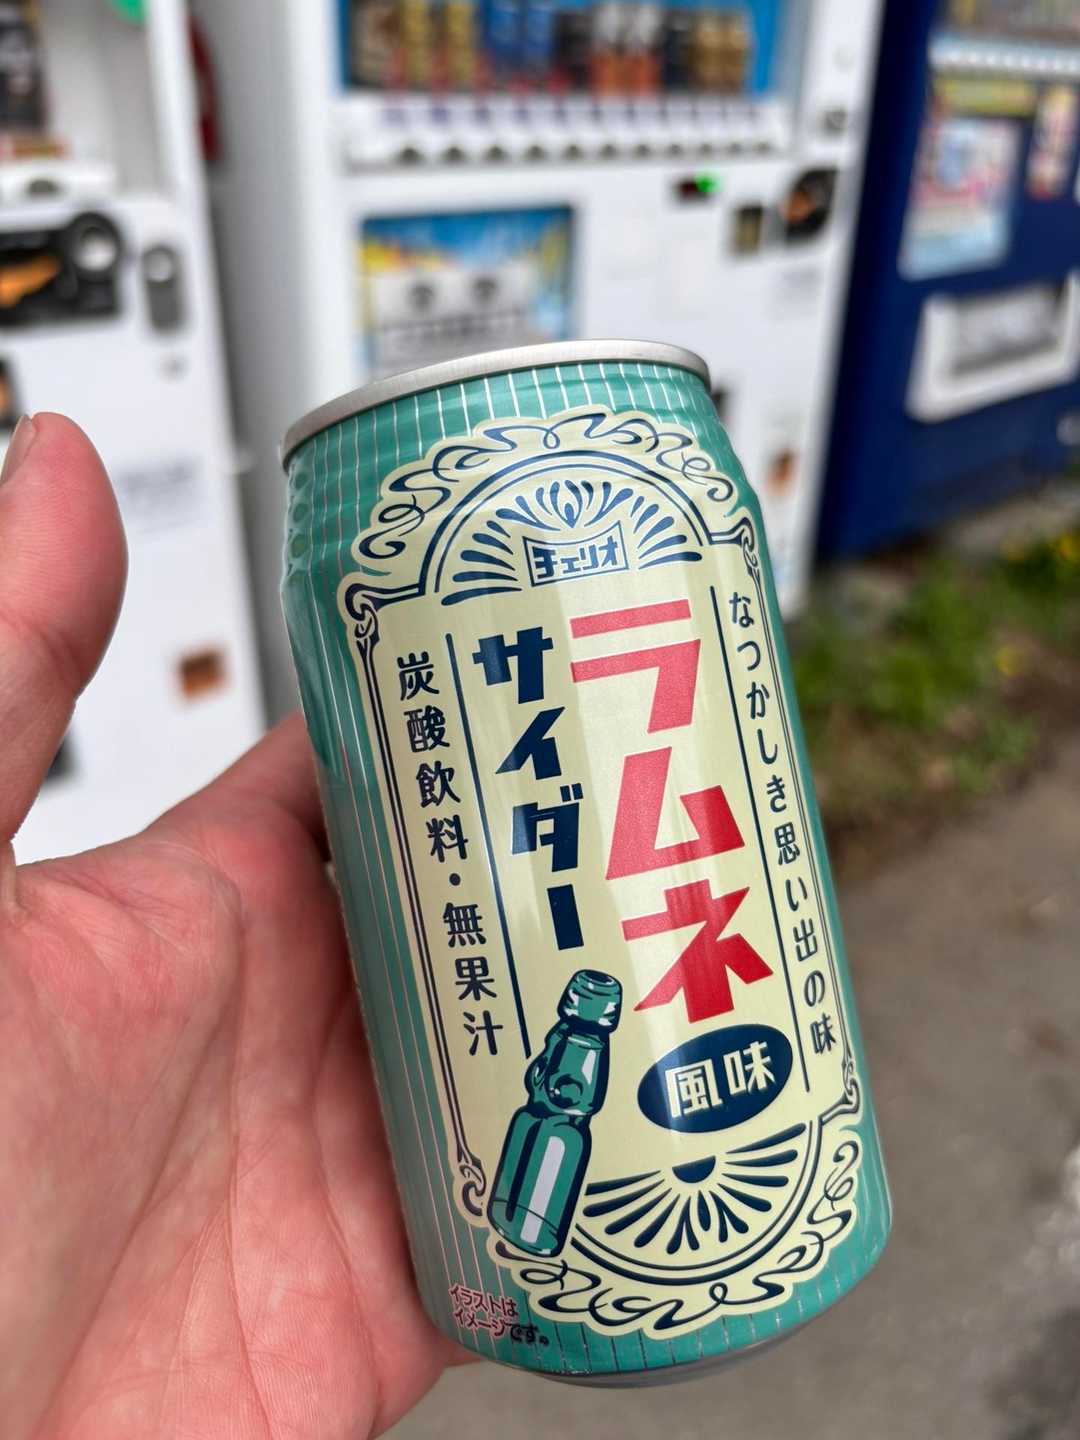 チェリオ
なつかしき思い出の味
ラムネ
風味
サイダー
炭酸飲料・無果汁
イラストは
イメージです。